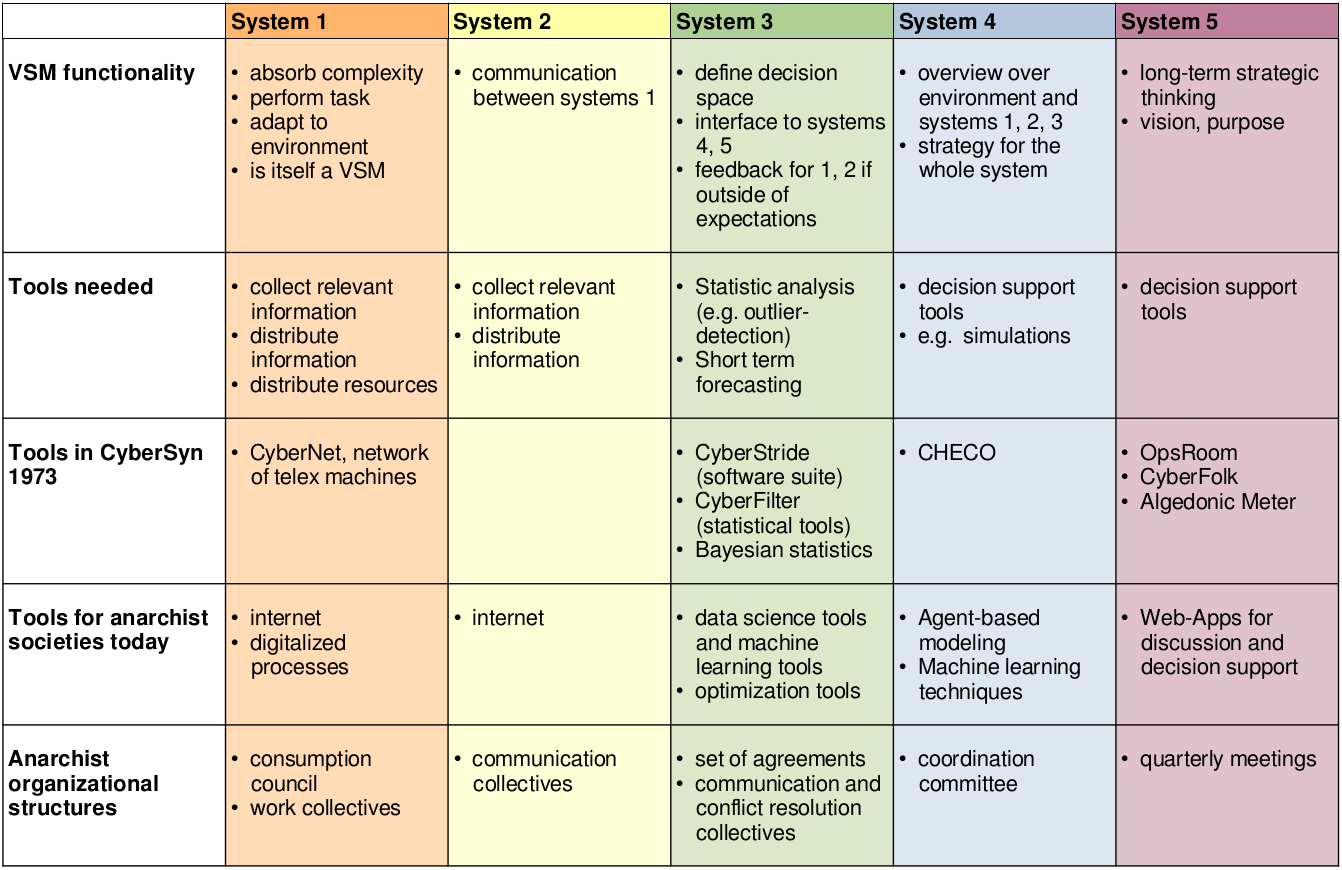 System 1
System 2
System 3
System 4
System 5
VSM functionality
• absorb complexity
• perform task
• adapt to
environment
• is itself a VSM
• communication
between systems 1
• define decision
space
• interface to systems
4, 5
• feedback for 1, 2 if
outside of
expectations
• overview over
environment and
systems 1, 2, 3
• strategy for the
whole system
• long-term strategic
thinking
• vision, purpose
Tools needed
• collect relevant
information
• distribute
information
• distribute resources
• collect relevant
information
• distribute
information
• Statistic analysis
(e.g. outlier-
detection)
• Short term
forecasting
• decision support
tools
• e.g. simulations
• decision support
tools
Tools in CyberSyn
1973
• CyberNet, network
of telex machines
• CyberStride
(software suite)
• CyberFilter
(statistical tools)
• Bayesian statistics
• CHECO
• OpsRoom
• CyberFolk
• Algedonic Meter
Tools for anarchist
societies today
• internet
• digitalized
processes
• internet
• data science tools
and machine
learning tools
• optimization tools
• Agent-based
modeling
• Machine learning
techniques
• Web-Apps for
discussion and
decision support
Anarchist
organizational
structures
• consumption
council
• work collectives
• communication
collectives
• set of agreements
• communication and
conflict resolution
collectives
• coordination
committee
• quarterly meetings